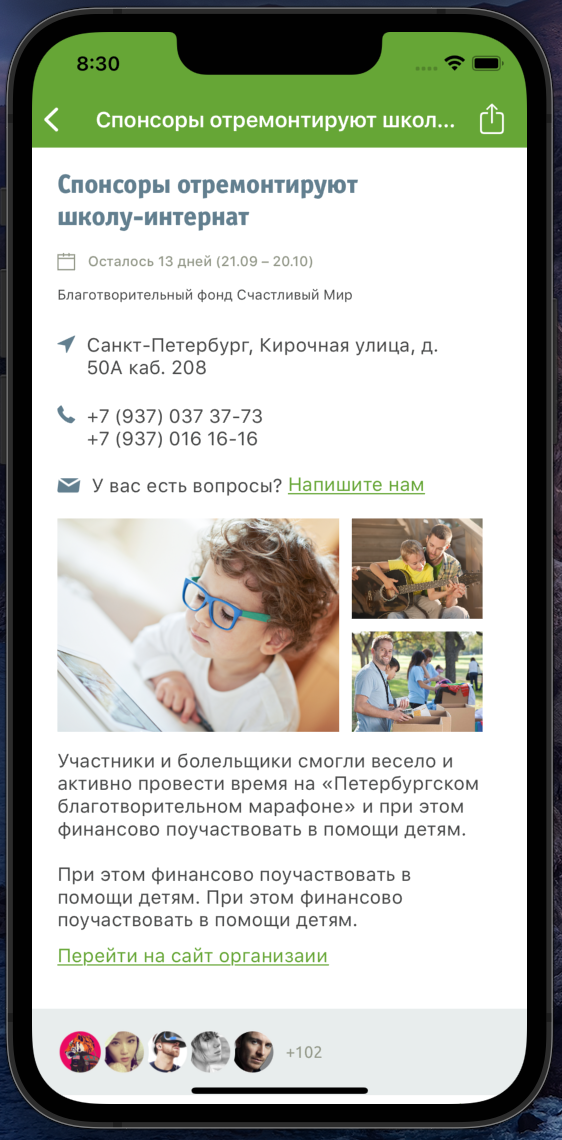 8:30
Спонсоры отремонтируют школ...
Спонсоры отремонтируют
школу-интернат
Осталось 13 дней (21.09 – 20.10)
Благотворительный фонд Счастливый Мир
Санкт-Петербург, Кирочная улица, д.
50А каб. 208
+7 (937) 037 37-73
+7 (937) 016 16-16
У вас есть вопросы? Напишите нам
Участники и болельщики смогли весело и
активно провести время на «Петербургском
благотворительном марафоне» и при этом
финансово поучаствовать в помощи детям.
При этом финансово поучаствовать в
помощи детям. При этом финансово
поучаствовать в помощи детям.
Перейти на сайт организаии
+102